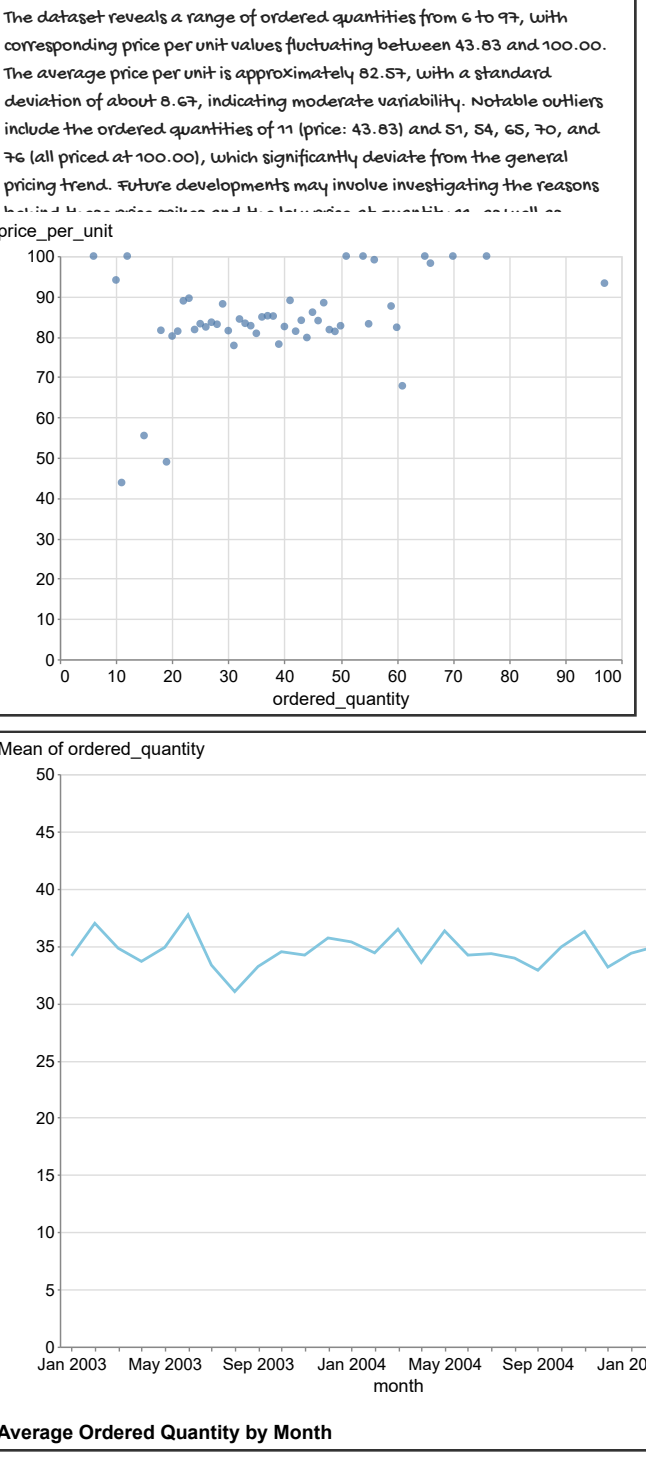 The dataset reveals a range of ordered quantities from 6 to 97, with
corresponding price per unit values fluctuating between 43.83 and 100.00.
The average price per unit is approximately 82.57, with a standard
deviation of about 8.67, indicating moderate variability. Notable outliers
include the ordered quantities of 11 (price: 43.83) and 51, 54, 65, 70, and
76 (all priced at 100.00), which significantly deviate from the general
pricing trend. Future developments may involve investigating the reasons
price_per_unit
100
90
80
70
60
50
40
30
20
10
0
0 10 20 30 40 50 60 70 80 90 100
ordered_quantity
Mean of ordered_quantity
50
45
40
35
30
25
20
15
10
5
0
Jan 2003 May 2003 Sep 2003 Jan 2004 May 2004 Sep 2004 Jan 20
month
Average Ordered Quantity by Month